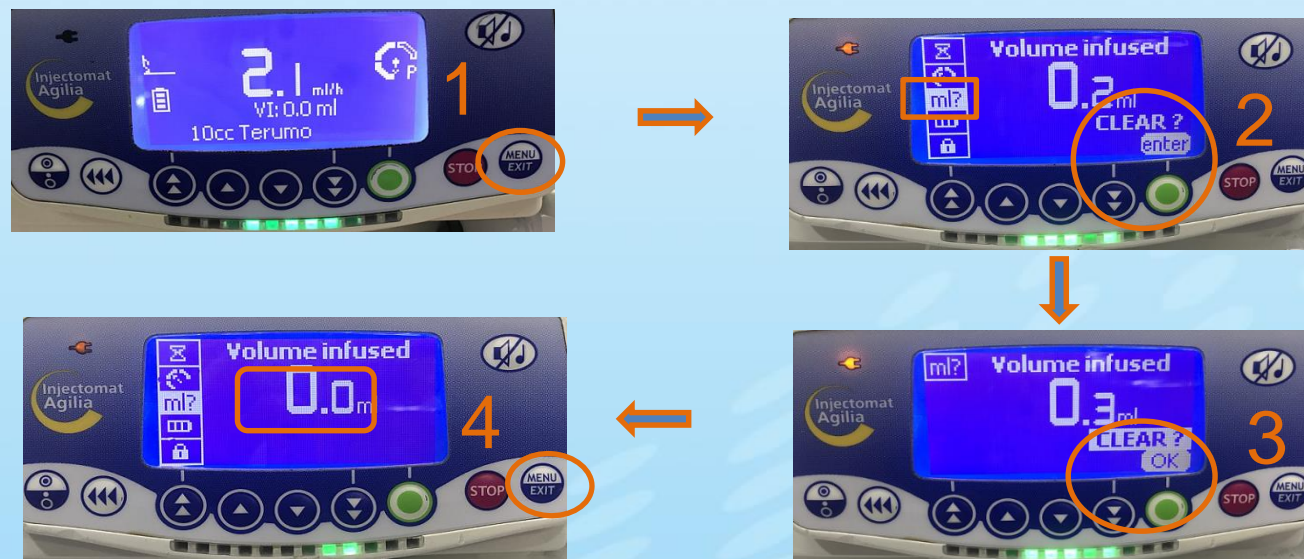 2.1 ml/h
VI: 0.0 ml
10cc Terumo
Injectomat
Agilia
P
STOP
MENU
EXIT
1
Volume infused
0.2 ml
ml?
CLEAR ?
enter
Injectomat
Agilia
STOP
MENU
EXIT
2
ml?
Volume infused
0.3 ml
CLEAR ?
OK
Injectomat
Agilia
STOP
MENU
EXIT
3
Volume infused
0.0 m
ml?
Injectomat
Agilia
STOP
MENU
EXIT
4